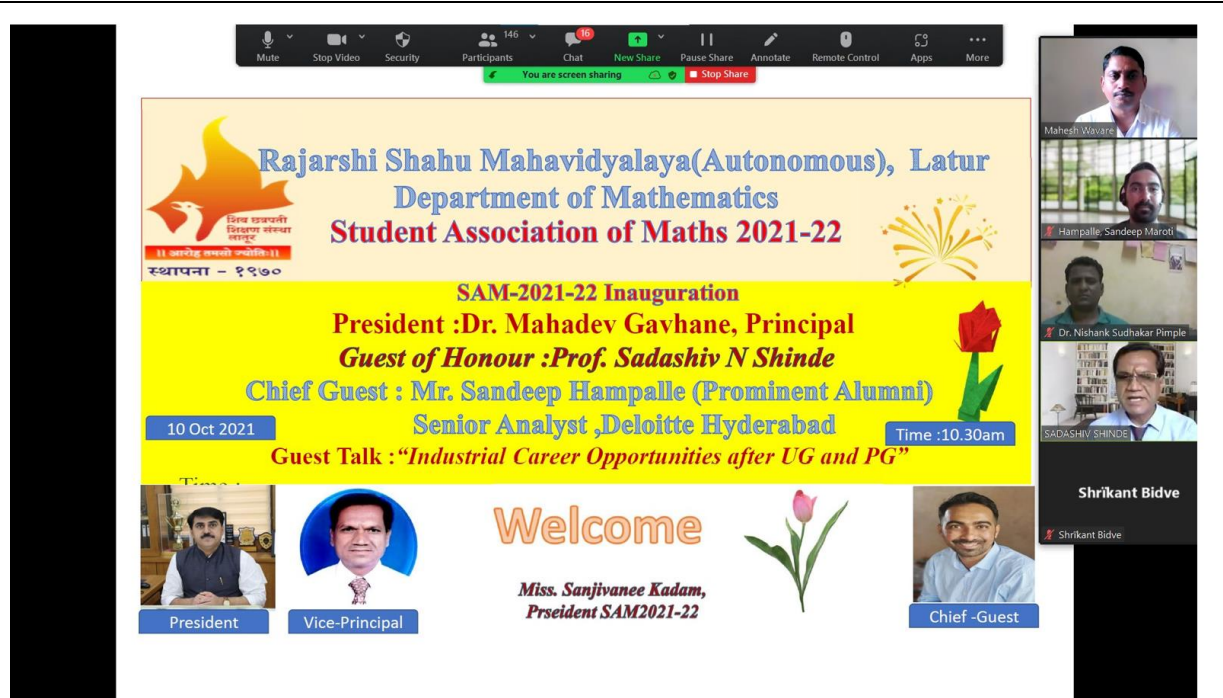 146
16
Mute
Stop Video
Security
Participants
Chat
New Share
Pause Share
Annotate
Remote Control
Apps
More
You are screen sharing
Stop Share
Rajarshi Shahu Mahavidyalaya(Autonomous), Latur
Department of Mathematics
Student Association of Maths 2021-22
शिव छत्रपती
शिक्षण संस्था
लातूर
।। आरोह तमसो ज्योतिः।।
स्थापना - १९७०
SAM-2021-22 Inauguration
President :Dr. Mahadev Gavhane, Principal
Guest of Honour :Prof. Sadashiv N Shinde
Chief Guest : Mr. Sandeep Hampalle (Prominent Alumni)
Senior Analyst ,Deloitte Hyderabad
10 Oct 2021
Time :10.30am
Guest Talk :“Industrial Career Opportunities after UG and PG”
Time :
Welcome
Miss. Sanjivanee Kadam,
Prseident SAM2021-22
President
Vice-Principal
Chief -Guest
Mahesh Wavare
Hampalle, Sandeep Maroti
Dr. Nishank Sudhakar Pimple
SADASHIV SHINDE
Shrïkant Bidve
Shrïkant Bidve